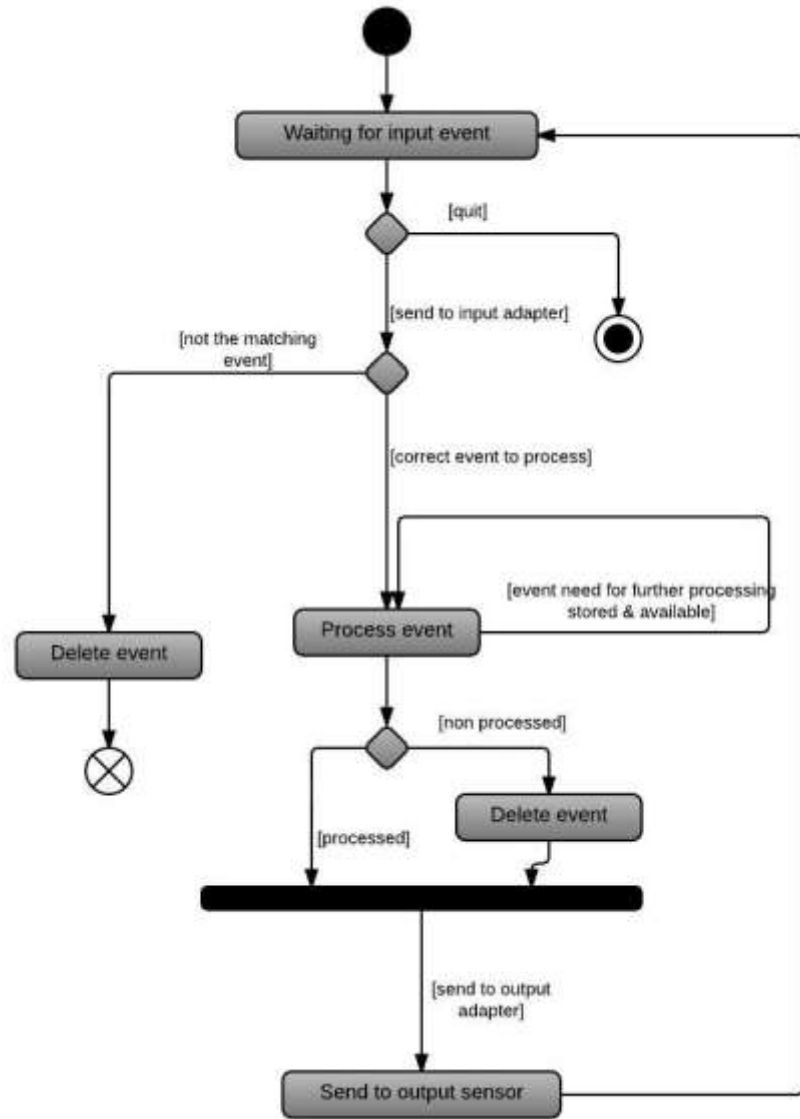 Waiting for input event
[quit]
[send to input adapter]
[not the matching
event]
[correct event to process]
[event need for further processing
stored & available]
Process event
Delete event
[non processed]
Delete event
[processed]
[send to output
adapter]
Send to output sensor